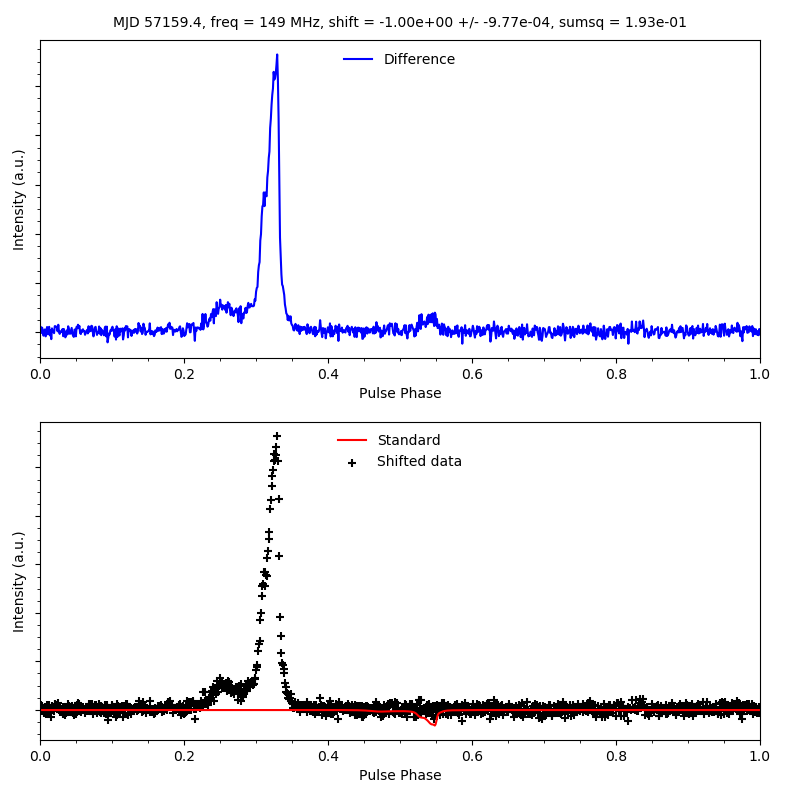 MJD 57159.4, freq = 149 MHz, shift = -1.00e+00 +/- -9.77e-04, sumsq = 1.93e-01
Difference
Intensity (a.u.)
0.0 0.2 0.4 0.6 0.8 1.0
Pulse Phase
Standard
Shifted data
Intensity (a.u.)
0.0 0.2 0.4 0.6 0.8 1.0
Pulse Phase